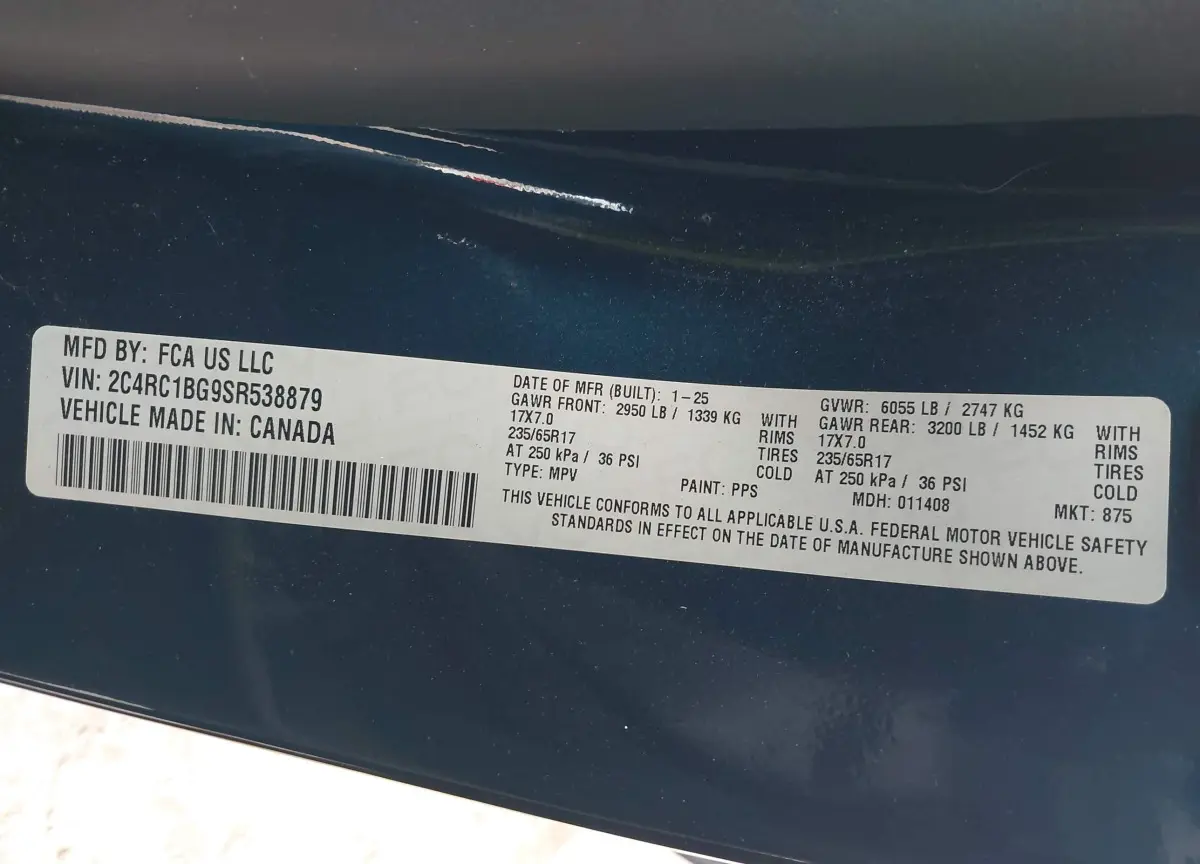 MFD BY: FCA US LLC
VIN: 2C4RC1BG9SR538879
VEHICLE MADE IN: CANADA
DATE OF MFR (BUILT): 1-25
GAWR FRONT: 2950 LB / 1339 KG WITH
17X7.0 RIMS
235/65R17 TIRES
AT 250 kPa / 36 PSI COLD
TYPE: MPV
PAINT: PPS
GVWR: 6055 LB / 2747 KG
GAWR REAR: 3200 LB / 1452 KG WITH
17X7.0 RIMS
235/65R17 TIRES
AT 250 kPa / 36 PSI COLD
MDH: 011408
MKT: 875
THIS VEHICLE CONFORMS TO ALL APPLICABLE U.S.A. FEDERAL MOTOR VEHICLE SAFETY
STANDARDS IN EFFECT ON THE DATE OF MANUFACTURE SHOWN ABOVE.